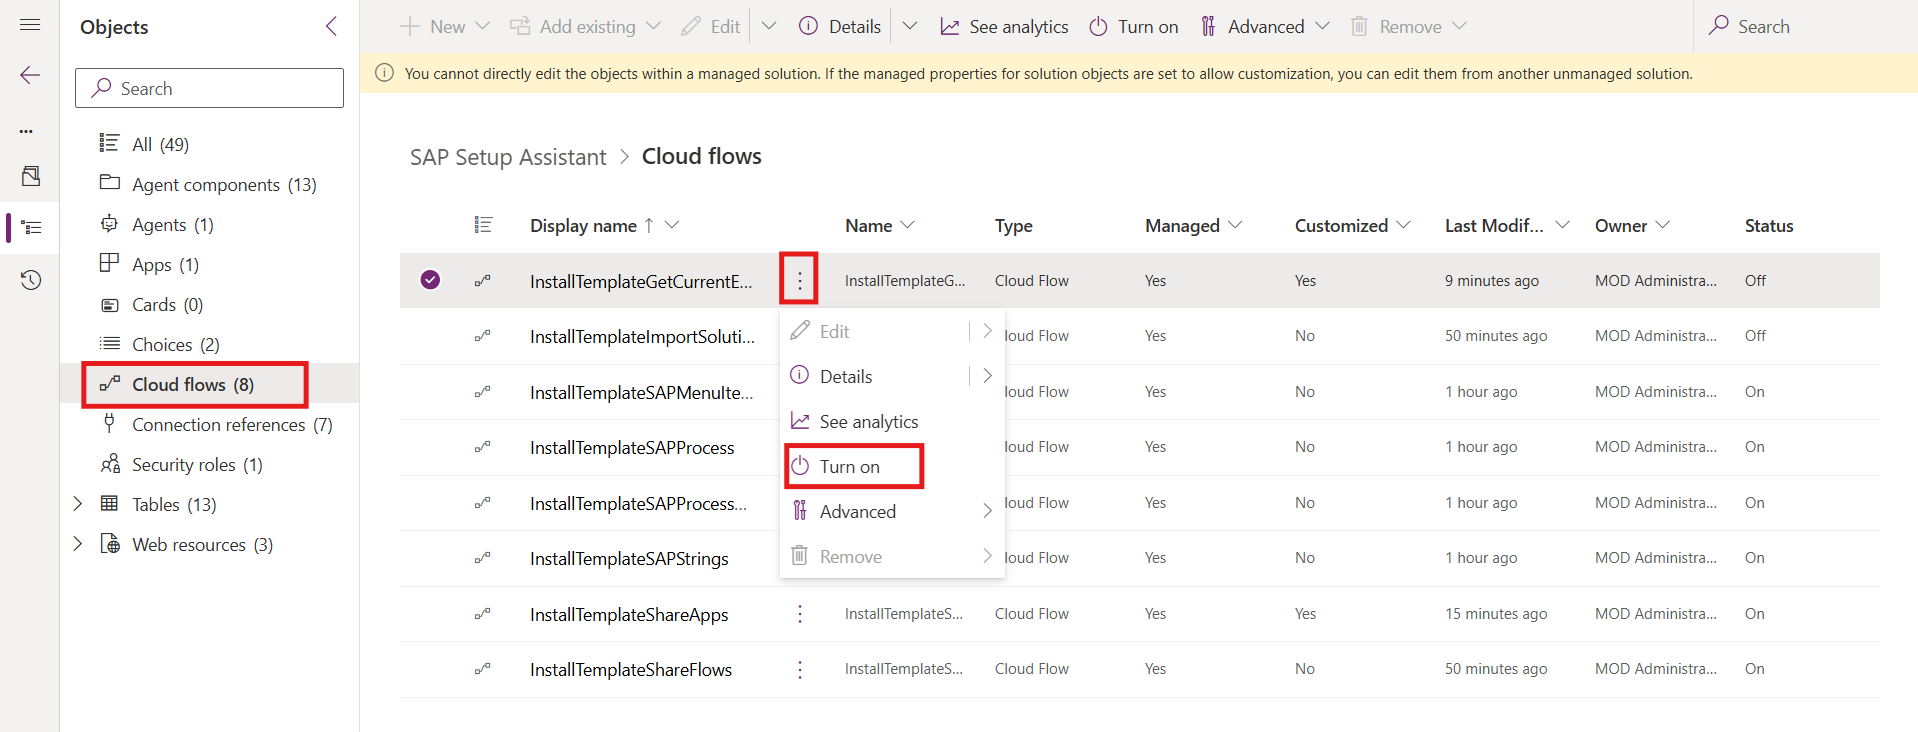 Objects
New
Add existing
Edit
Details
See analytics
Turn on
Advanced
Remove
Search
Search
You cannot directly edit the objects within a managed solution. If the managed properties for solution objects are set to allow customization, you can edit them from another unmanaged solution.
All (49)
Agent components (13)
Agents (1)
Apps (1)
Cards (0)
Choices (2)
Cloud flows (8)
Connection references (7)
Security roles (1)
Tables (13)
Web resources (3)
SAP Setup Assistant > Cloud flows
Display name ↑ Name Type Managed Customized Last Modif... Owner Status
InstallTemplateGetCurrentE... InstallTemplateG... Cloud Flow Yes Yes 9 minutes ago MOD Administra... Off
InstallTemplateImportSoluti... loud Flow Yes No 50 minutes ago MOD Administra... Off
InstallTemplateSAPMenuIte... loud Flow Yes No 1 hour ago MOD Administra... On
InstallTemplateSAPProcess loud Flow Yes No 1 hour ago MOD Administra... On
InstallTemplateSAPProcess... loud Flow Yes No 1 hour ago MOD Administra... On
InstallTemplateSAPStrings loud Flow Yes No 1 hour ago MOD Administra... On
InstallTemplateShareApps InstallTemplateS... Cloud Flow Yes Yes 15 minutes ago MOD Administra... On
InstallTemplateShareFlows InstallTemplateS... Cloud Flow Yes No 50 minutes ago MOD Administra... On
Edit
Details
See analytics
Turn on
Advanced
Remove